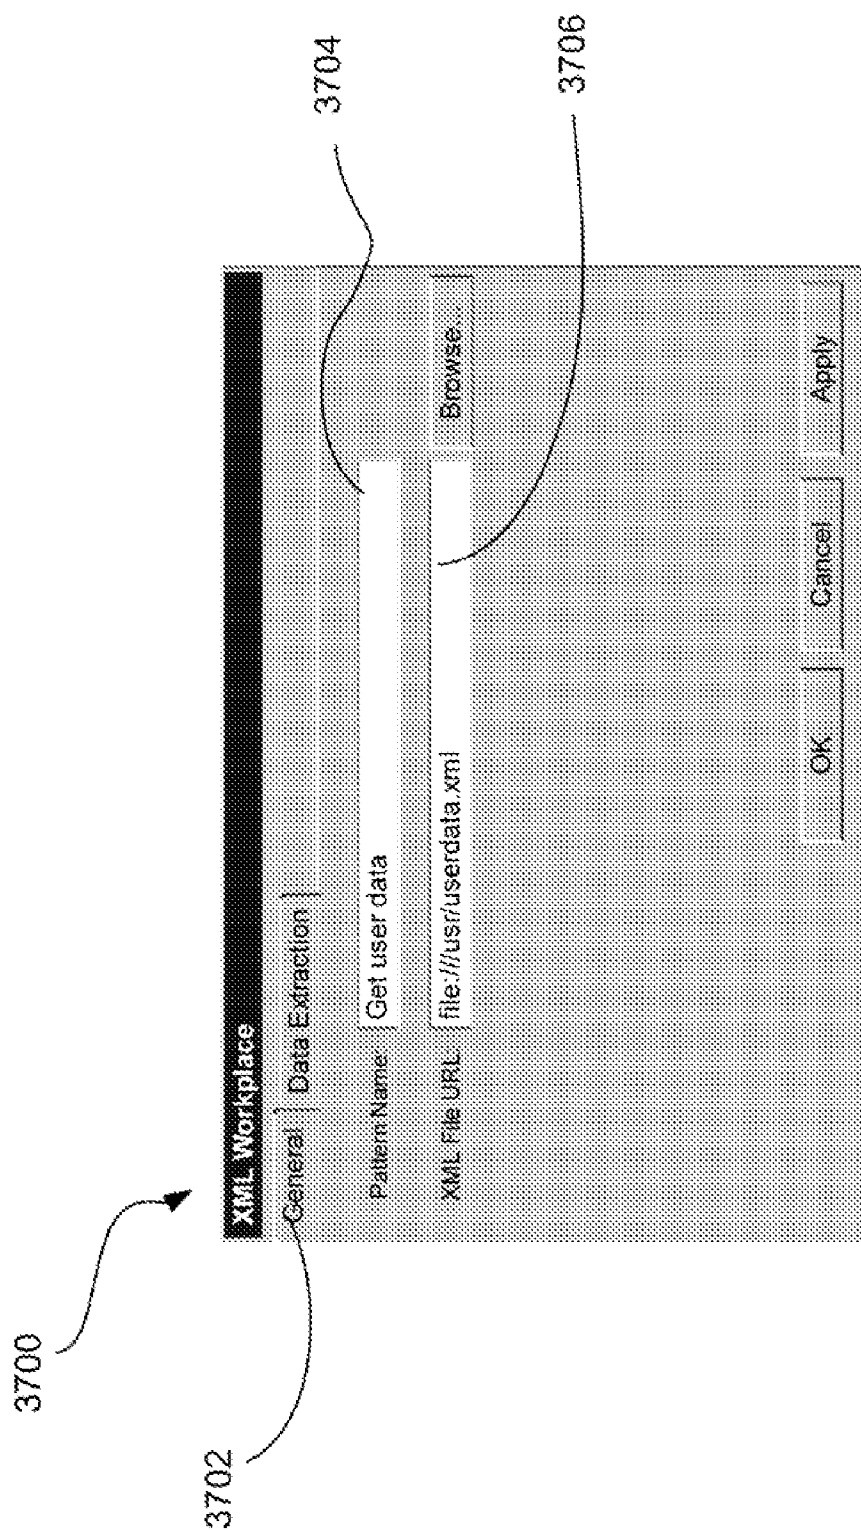 3700
3702
XML Workplace
General
Data Extraction
Pattern Name:
Get user data
3704
XML File URL:
file:///usr/userdata.xml
Browse...
3706
OK
Cancel
Apply